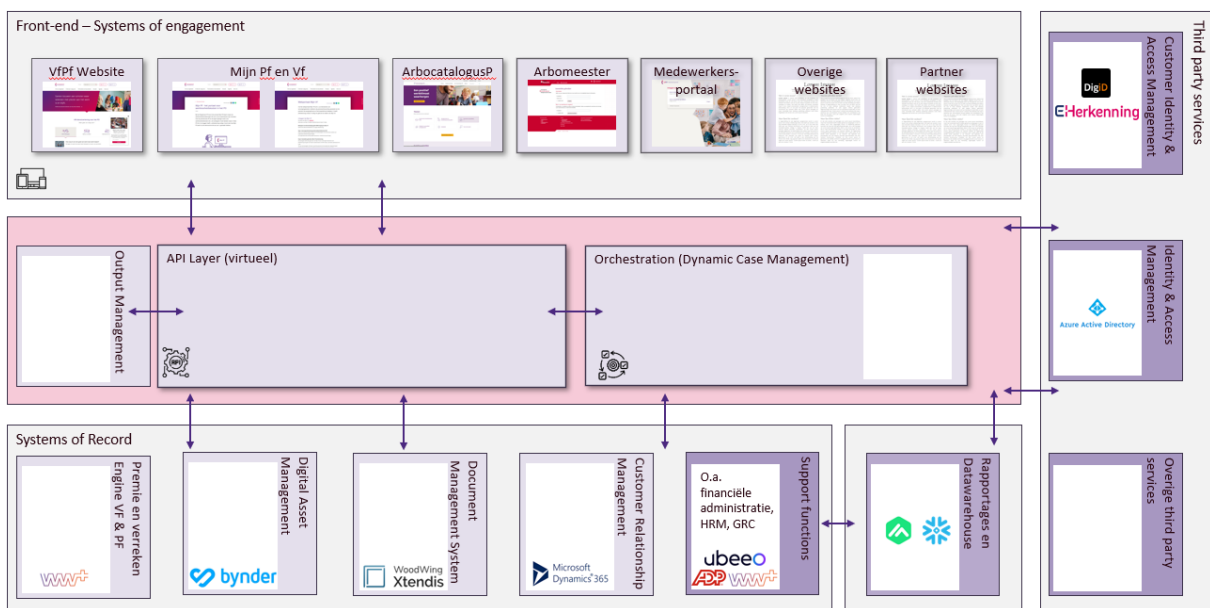 Front-end – Systems of engagement
VfPf Website
Mijn Pf en Vf
ArbocatalogusP
Arbomeester
Medewerkers-
portaal
Overige
websites
Partner
websites
Third party services
Customer Identity &
Access Management
DigiD
eHerkenning
Output Management
API Layer (virtueel)
API
Orchestration (Dynamic Case Management)
Identity & Access
Management
Azure Active Directory
Systems of Record
Premie en verreken
Engine VF & PF
Digital Asset
Management
bynder
Document
Management System
WoodWing
Xtendis
Customer Relationship
Management
Microsoft
Dynamics 365
Support functions
O.a.
financiële
administratie,
HRM, GRC
ubeeo
ADP
Rapportages en
Datawarehouse
Overige third party
services